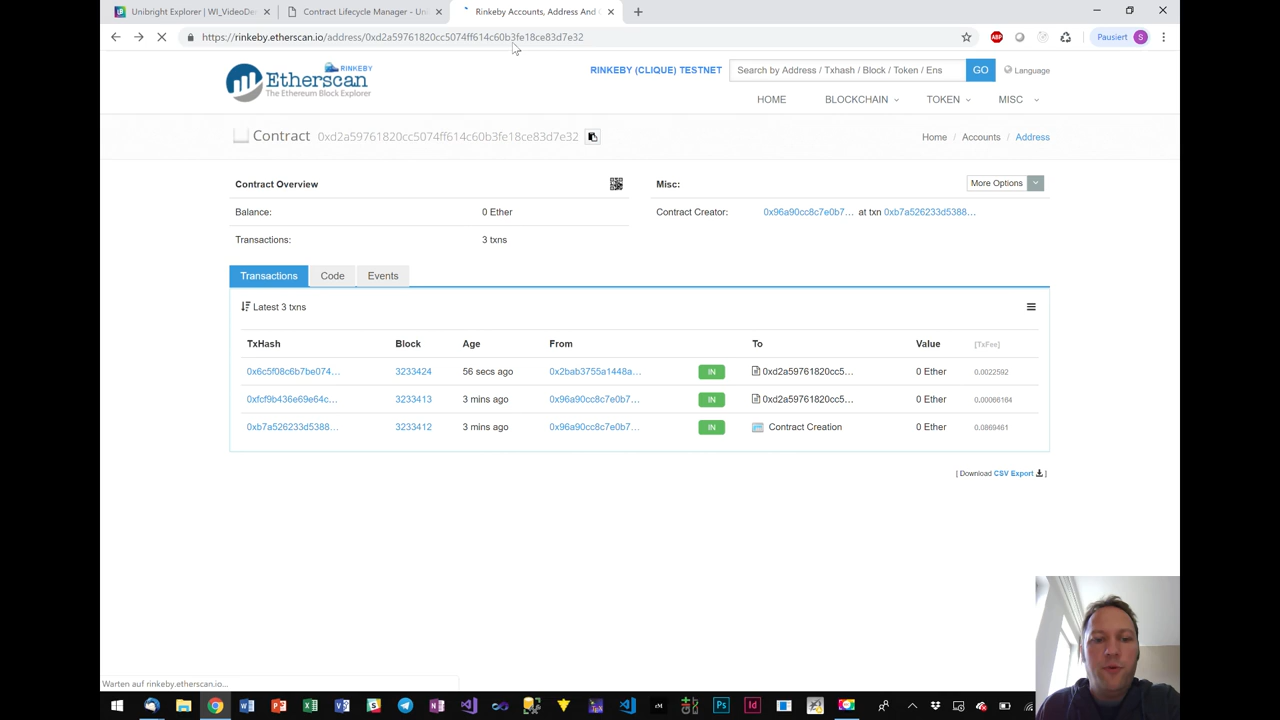 Unibright Explorer | WI_VideoDe
Contract Lifecycle Manager - Uni
Rinkeby Accounts, Address And C
https://rinkeby.etherscan.io/address/0xd2a59761820cc5074ff614c60b3fe18ce83d7e32
ABP
Pausiert
S
RINKEBY
Etherscan
The Ethereum Block Explorer
RINKEBY (CLIQUE) TESTNET
Search by Address / Txhash / Block / Token / Ens
GO
Language
HOME
BLOCKCHAIN
TOKEN
MISC
Contract 0xd2a59761820cc5074ff614c60b3fe18ce83d7e32
Home / Accounts / Address
Contract Overview
Misc:
More Options
Balance: 0 Ether
Contract Creator: 0x96a90cc8c7e0b7... at txn 0xb7a526233d5388...
Transactions: 3 txns
Transactions
Code
Events
Latest 3 txns
TxHash Block Age From To Value [TxFee]
0x6c5f08c6b7be074... 3233424 56 secs ago 0x2bab3755a1448a... IN 0xd2a59761820cc5... 0 Ether 0.0022592
0xfcf9b436e69e64c... 3233413 3 mins ago 0x96a90cc8c7e0b7... IN 0xd2a59761820cc5... 0 Ether 0.00066164
0xb7a526233d5388... 3233412 3 mins ago 0x96a90cc8c7e0b7... IN Contract Creation 0 Ether 0.0869461
[ Download CSV Export ]
Warten auf rinkeby.etherscan.io...